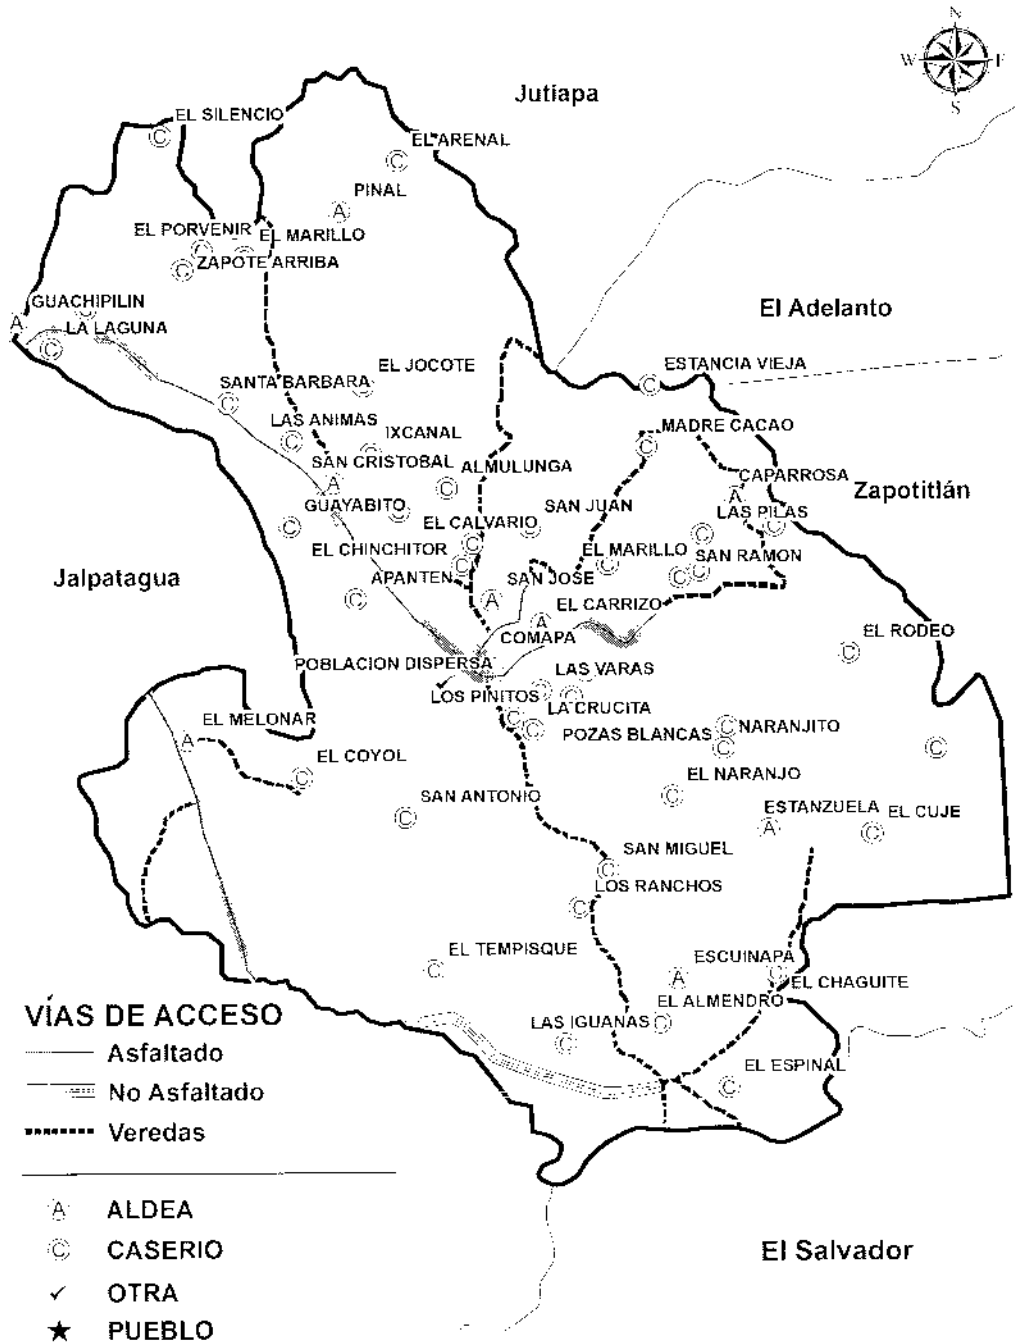 N
W
E
S
Jutiapa
EL SILENCIO
EL ARENAL
PINAL
EL PORVENIR
EL MARILLO
ZAPOTE ARRIBA
GUACHIPILIN
LA LAGUNA
El Adelanto
EL JOCOTE
ESTANCIA VIEJA
SANTA BARBARA
LAS ANIMAS
IXCANAL
MADRE CACAO
SAN CRISTOBAL
ALMULUNGA
CAPARROSA
Zapotitlán
GUAYABITO
SAN JUAN
LAS PILAS
EL CALVARIO
EL CHINCHITOR
EL MARILLO
SAN RAMON
Jalpatagua
APANTEN
SAN JOSE
EL CARRIZO
COMAPA
EL RODEO
POBLACION DISPERSA
LAS VARAS
LOS PINITOS
LA CRUCITA
EL MELONAR
POZAS BLANCAS
NARANJITO
EL COYOL
EL NARANJO
SAN ANTONIO
ESTANZUELA
EL CUJE
SAN MIGUEL
LOS RANCHOS
EL TEMPISQUE
ESCUINAPA
EL CHAGUITE
EL ALMENDRO
LAS IGUANAS
EL ESPINAL
VÍAS DE ACCESO
Asfaltado
No Asfaltado
Veredas
A ALDEA
C CASERIO
OTRA
PUEBLO
El Salvador